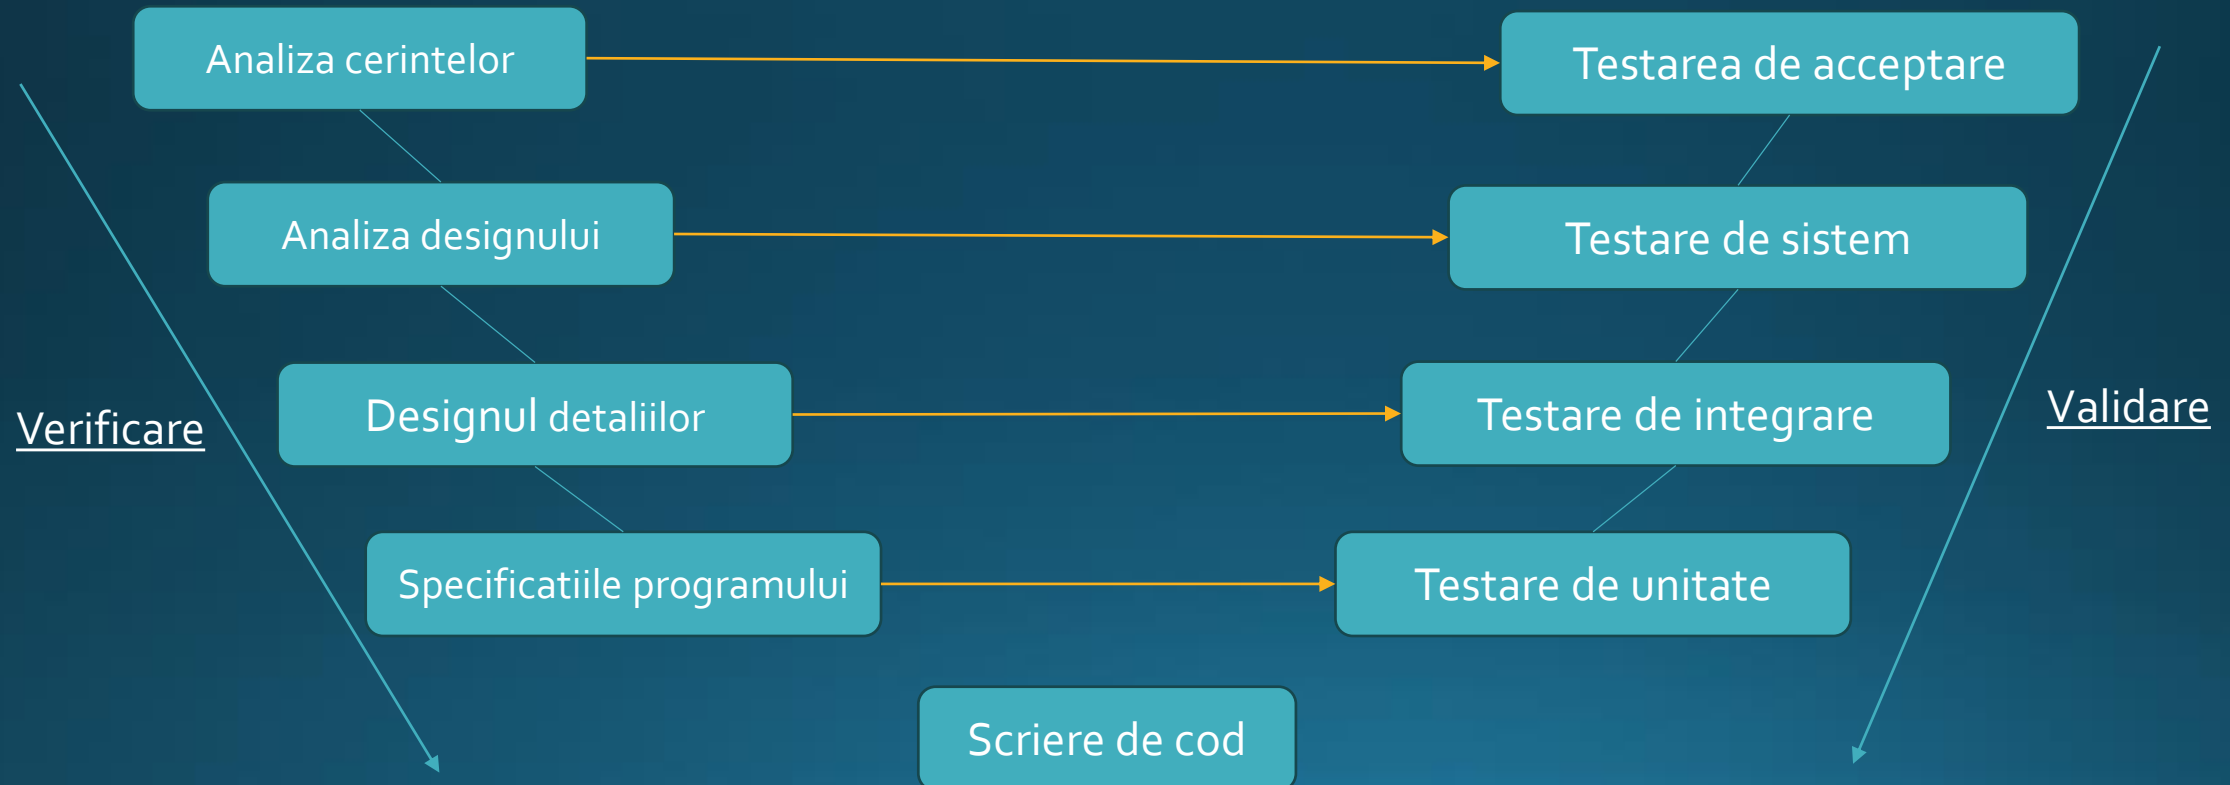 Analiza cerintelor
Testarea de acceptare
Analiza designului
Testare de sistem
Verificare
Designul detaliilor
Testare de integrare
Validare
Specificatiile programului
Testare de unitate
Scriere de cod